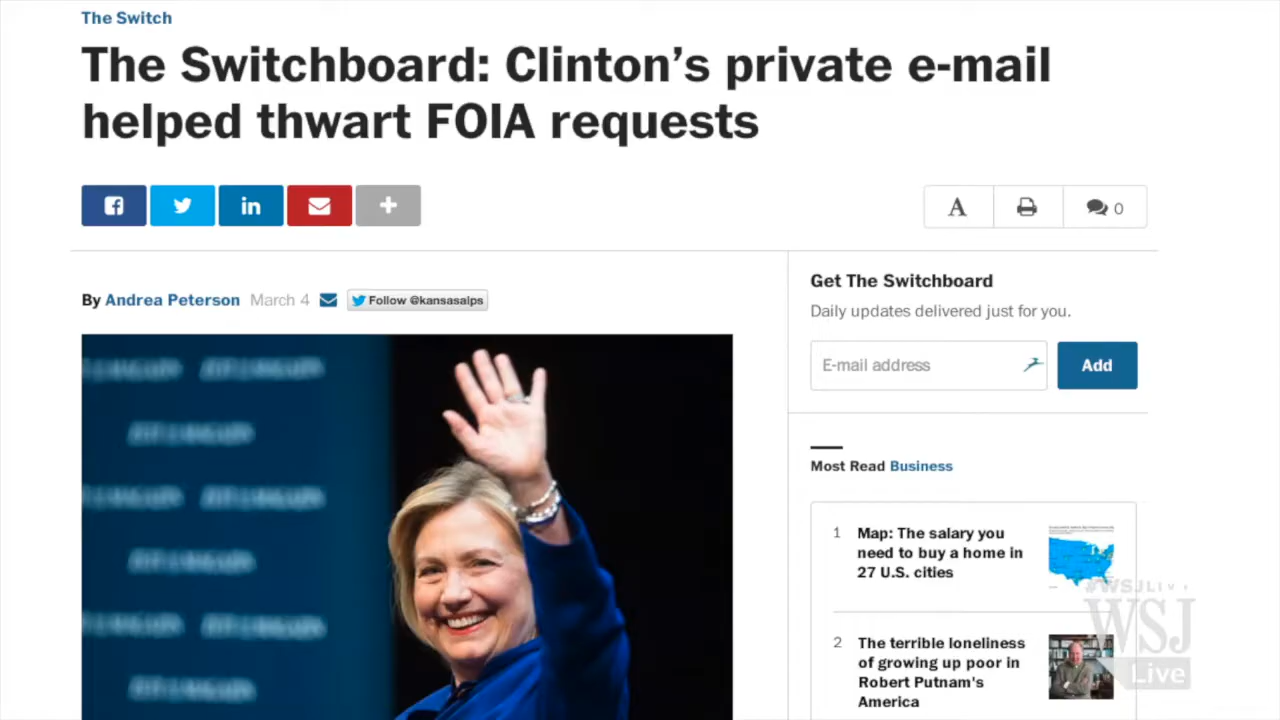 The Switch
The Switchboard: Clinton’s private e-mail
helped thwart FOIA requests
A
0
By Andrea Peterson March 4 Follow @kansasalps
Get The Switchboard
Daily updates delivered just for you.
E-mail address
Add
Most Read Business
1 Map: The salary you
need to buy a home in
27 U.S. cities
2 The terrible loneliness
of growing up poor in
Robert Putnam's
America
#WSJLIVE
WSJ
Live